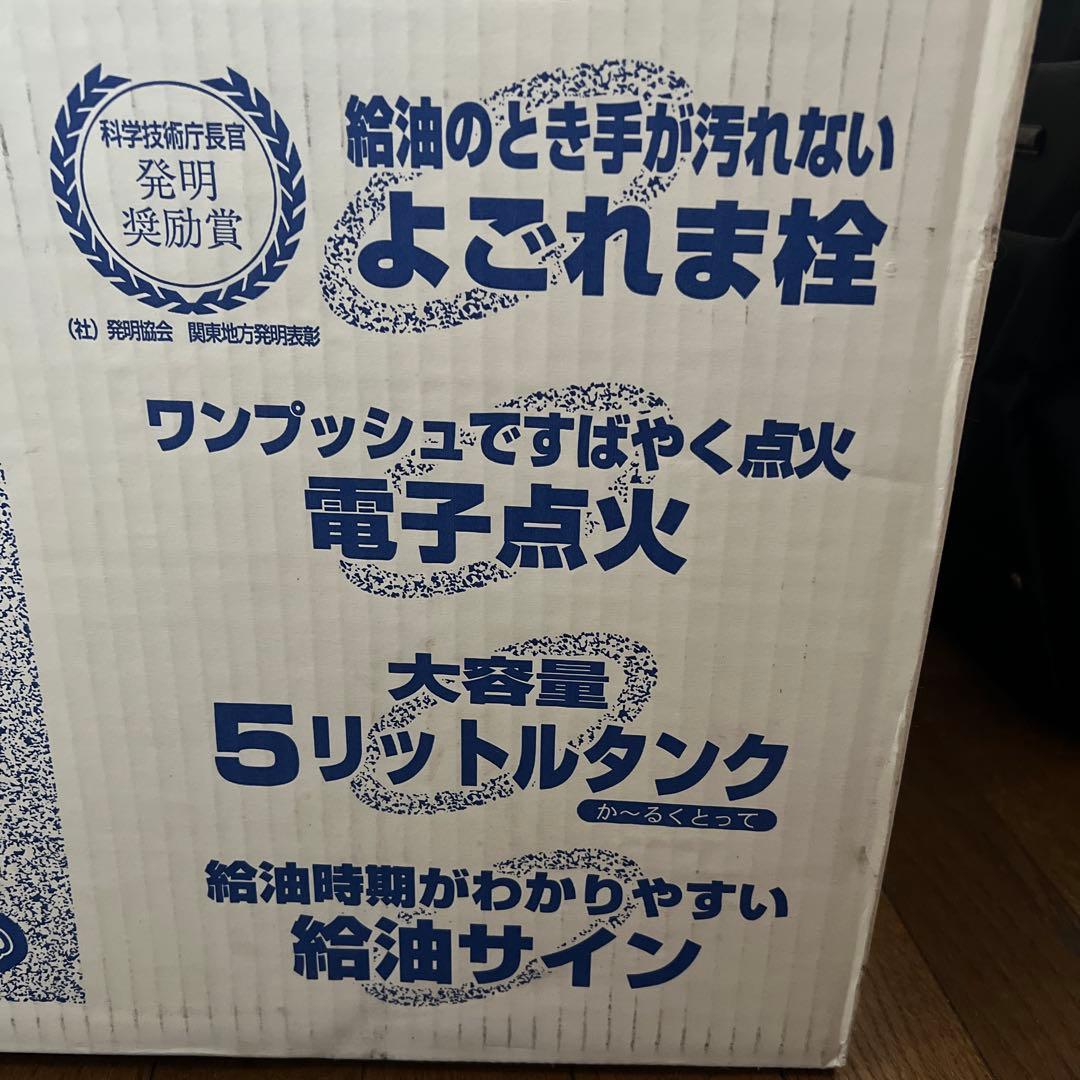 科学技術庁長官
発明
奨励賞
（社）発明協会 関東地方発明表彰
給油のとき手が汚れない
よごれま栓
ワンプッシュですばやく点火
電子点火
大容量
5リットルタンク
か〜るくとって
給油時期がわかりやすい
給油サイン